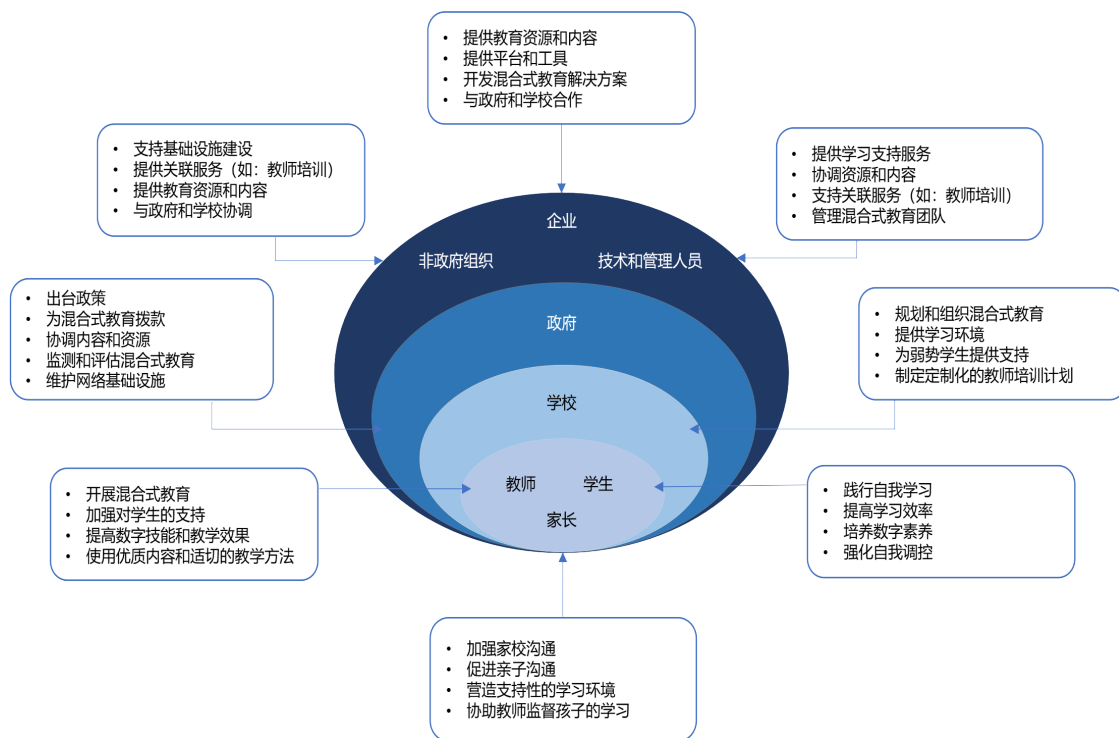 • 提供教育资源和内容
• 提供平台和工具
• 开发混合式教育解决方案
• 与政府和学校合作
• 支持基础设施建设
• 提供关联服务（如：教师培训）
• 提供教育资源和内容
• 与政府和学校协调
• 提供学习支持服务
• 协调资源和内容
• 支持关联服务（如：教师培训）
• 管理混合式教育团队
企业
非政府组织
技术和管理人员
• 出台政策
• 为混合式教育拨款
• 协调内容和资源
• 监测和评估混合式教育
• 维护网络基础设施
政府
• 规划和组织混合式教育
• 提供学习环境
• 为弱势学生提供支持
• 制定定制化的教师培训计划
学校
• 开展混合式教育
• 加强对学生的支持
• 提高数字技能和教学效果
• 使用优质内容和适切的教学方法
教师
学生
家长
• 践行自我学习
• 提高学习效率
• 培养数字素养
• 强化自我调控
• 加强家校沟通
• 促进亲子沟通
• 营造支持性的学习环境
• 协助教师监督孩子的学习